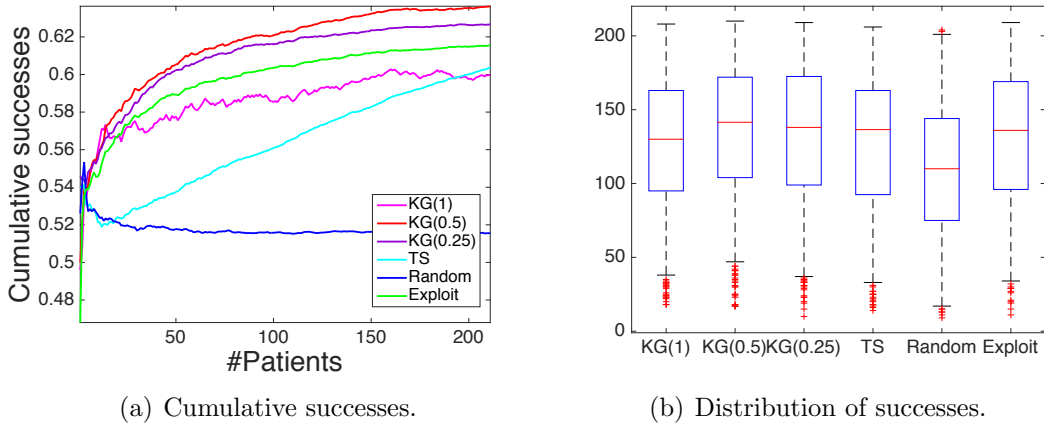 0.62
0.6
0.58
0.56
0.54
0.52
0.5
0.48
Cumulative successes
KG(1)
KG(0.5)
KG(0.25)
TS
Random
Exploit
50
100
150
200
#Patients
(a) Cumulative successes.
200
150
100
50
0
KG(1)
KG(0.5)
KG(0.25)
TS
Random
Exploit
(b) Distribution of successes.